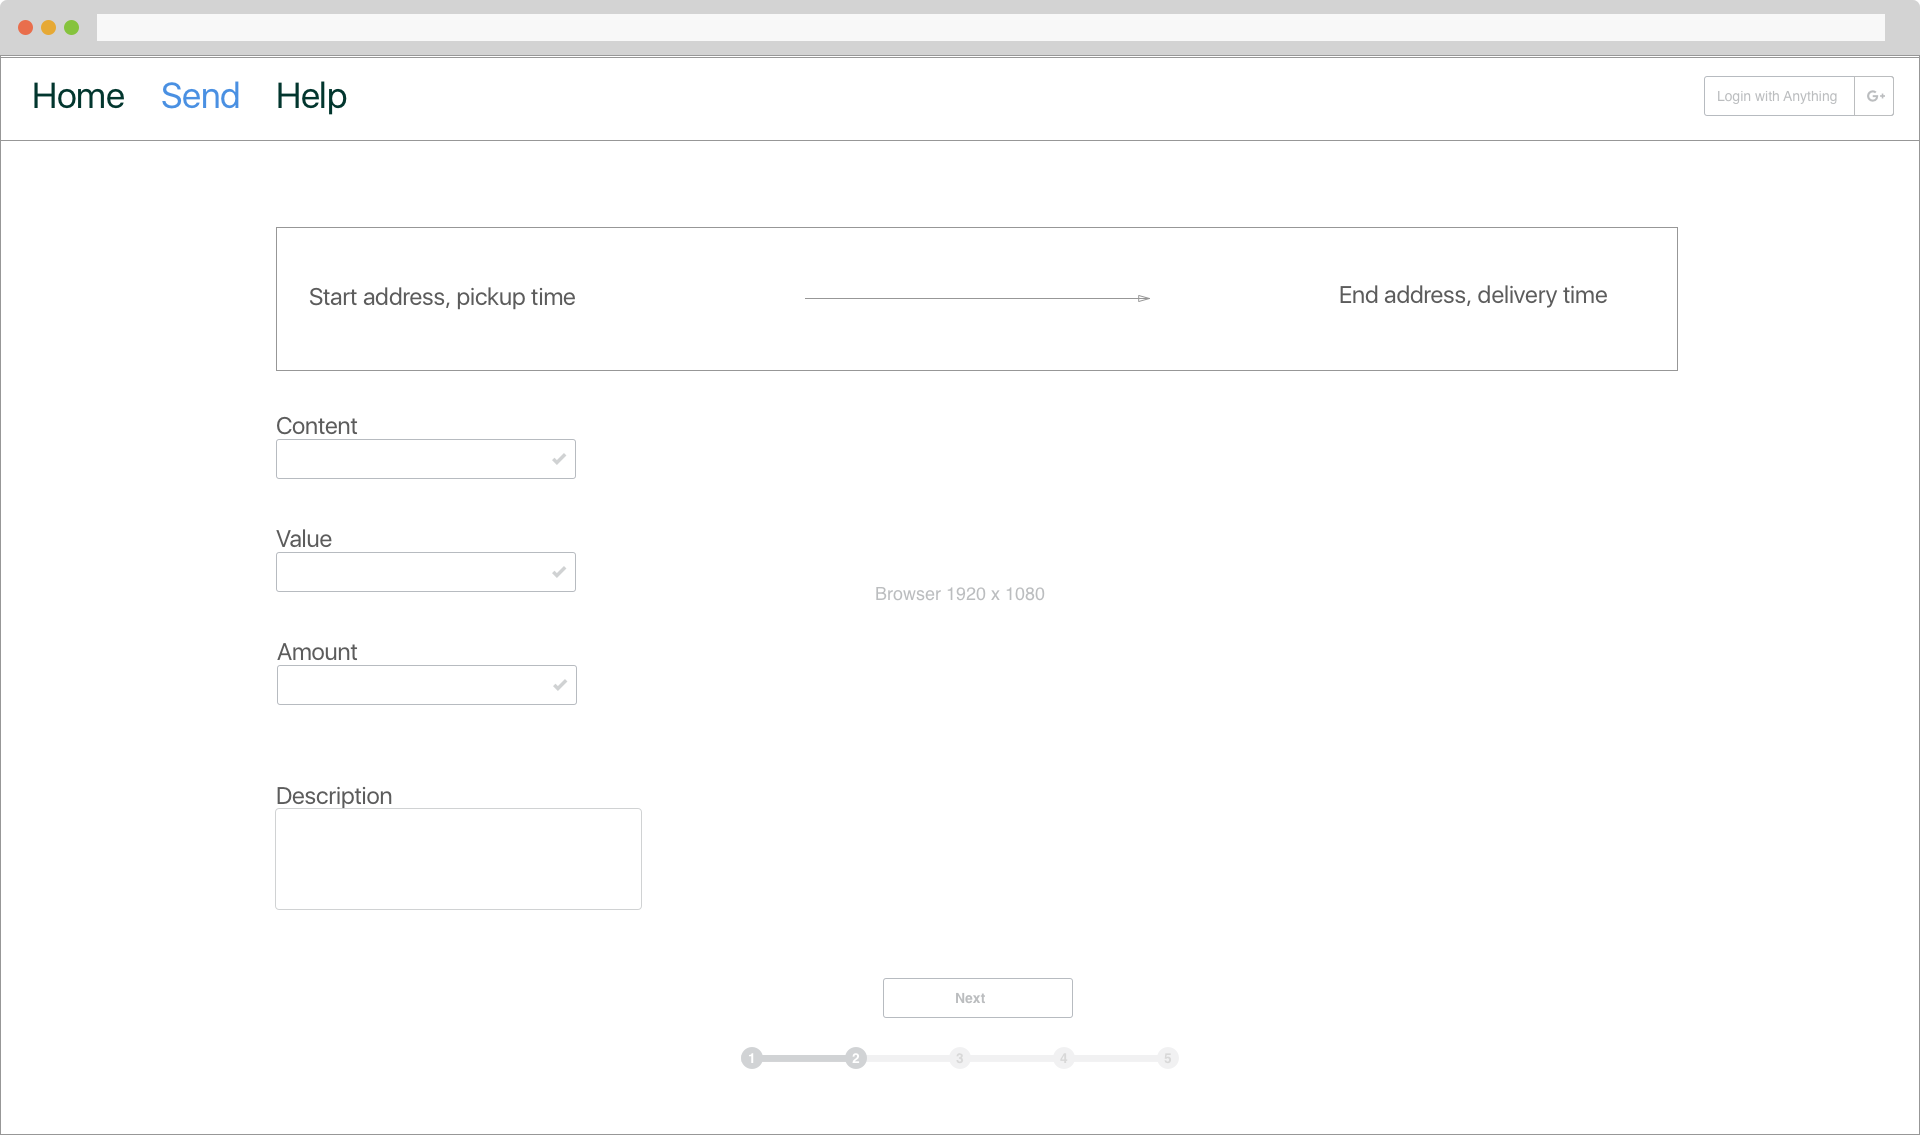 Home Send Help
Login with Anything G+
Start address, pickup time
End address, delivery time
Content
Value
Browser 1920 x 1080
Amount
Description
Next
1 2 3 4 5